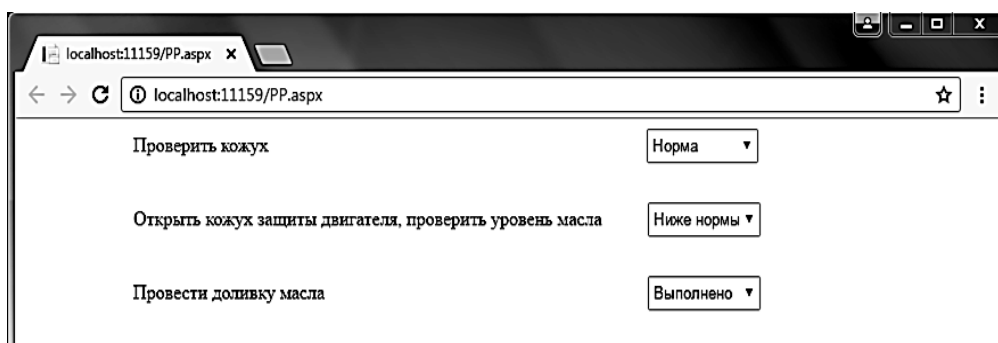 localhost:11159/PP.aspx x
localhost:11159/PP.aspx
Проверить кожух Норма
Открыть кожух защиты двигателя, проверить уровень масла Ниже нормы
Провести доливку масла Выполнено